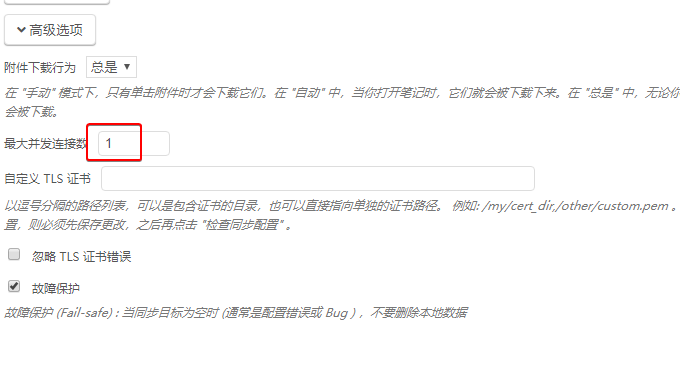 高级选项
附件下载行为 总是
在 "手动" 模式下，只有单击附件时才会下载它们。在 "自动" 中，当你打开笔记时，它们就会被下载下来。在 "总是" 中，无论你
会被下载。
最大并发连接数 1
自定义 TLS 证书
以逗号分隔的路径列表，可以是包含证书的目录，也可以直接指向单独的证书路径。 例如: /my/cert_dir,/other/custom.pem 。
置，则必须先保存更改，之后再点击 "检查同步配置" 。
忽略 TLS 证书错误
故障保护
故障保护 (Fail-safe) : 当同步目标为空时 (通常是配置错误或 Bug ) ，不要删除本地数据